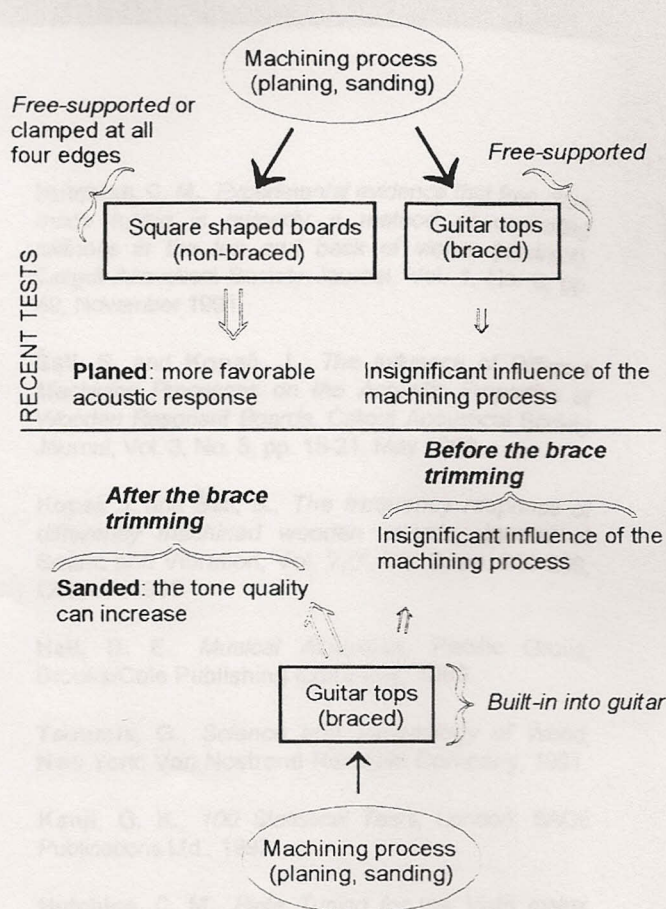 Machining process
(planing, sanding)
Free-supported or
clamped at all
four edges
Free-supported
Square shaped boards
(non-braced)
Guitar tops
(braced)
RECENT TESTS
Planed: more favorable
acoustic response
Insignificant influence of the
machining process
Before the brace
trimming
After the brace
trimming
Insignificant influence of the
machining process
Sanded: the tone quality
can increase
Guitar tops
(braced)
Built-in into guitar
Machining process
(planing, sanding)